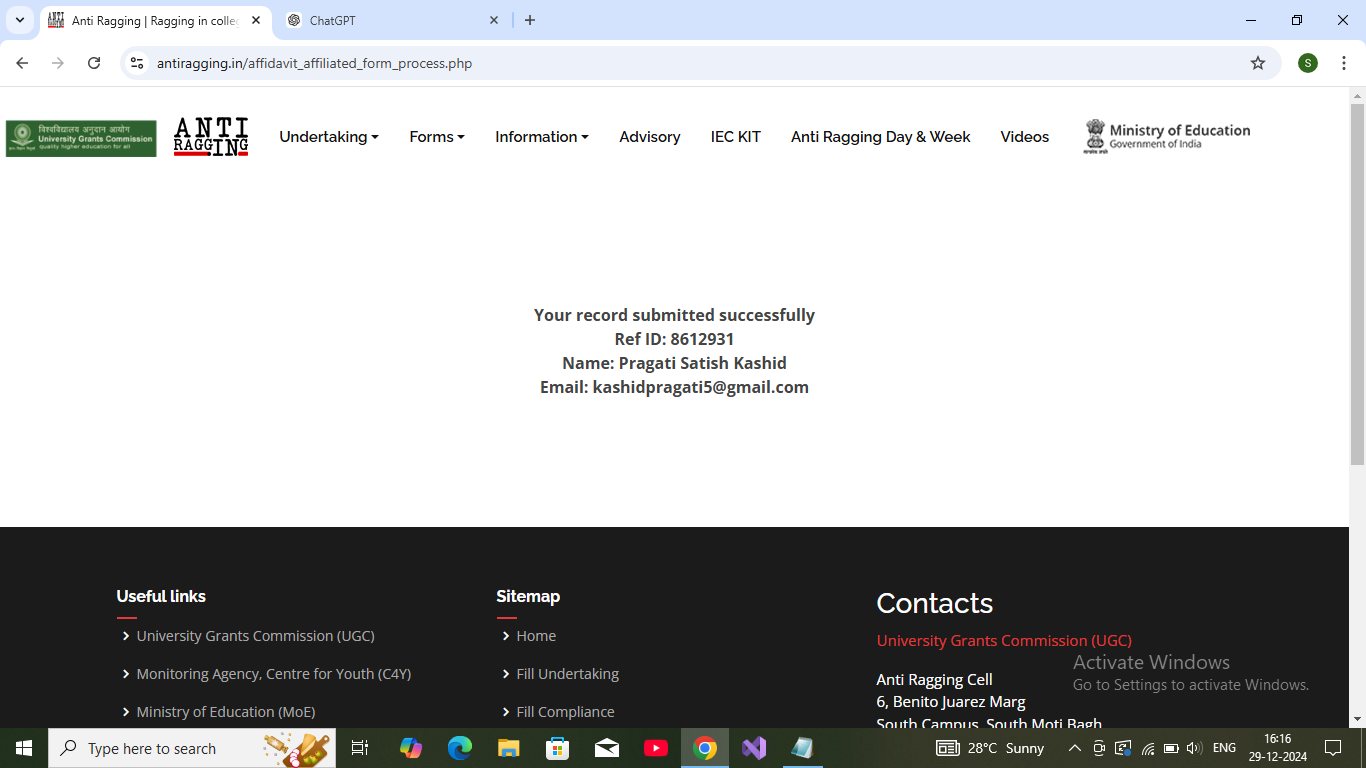 Anti Ragging | Ragging in colle
ChatGPT
antiragging.in/affidavit_affiliated_form_process.php
S
विश्वविद्यालय अनुदान आयोग
University Grants Commission
quality higher education for all
ANTI
RAGGING
Undertaking
Forms
Information
Advisory
IEC KIT
Anti Ragging Day & Week
Videos
Ministry of Education
Government of India
Your record submitted successfully
Ref ID: 8612931
Name: Pragati Satish Kashid
Email: kashidpragati5@gmail.com
Useful links
University Grants Commission (UGC)
Monitoring Agency, Centre for Youth (C4Y)
Ministry of Education (MoE)
Sitemap
Home
Fill Undertaking
Fill Compliance
Contacts
University Grants Commission (UGC)
Anti Ragging Cell
6, Benito Juarez Marg
South Campus, South Moti Bagh
Activate Windows
Go to Settings to activate Windows.
Type here to search
28°C Sunny
ENG
16:16
29-12-2024